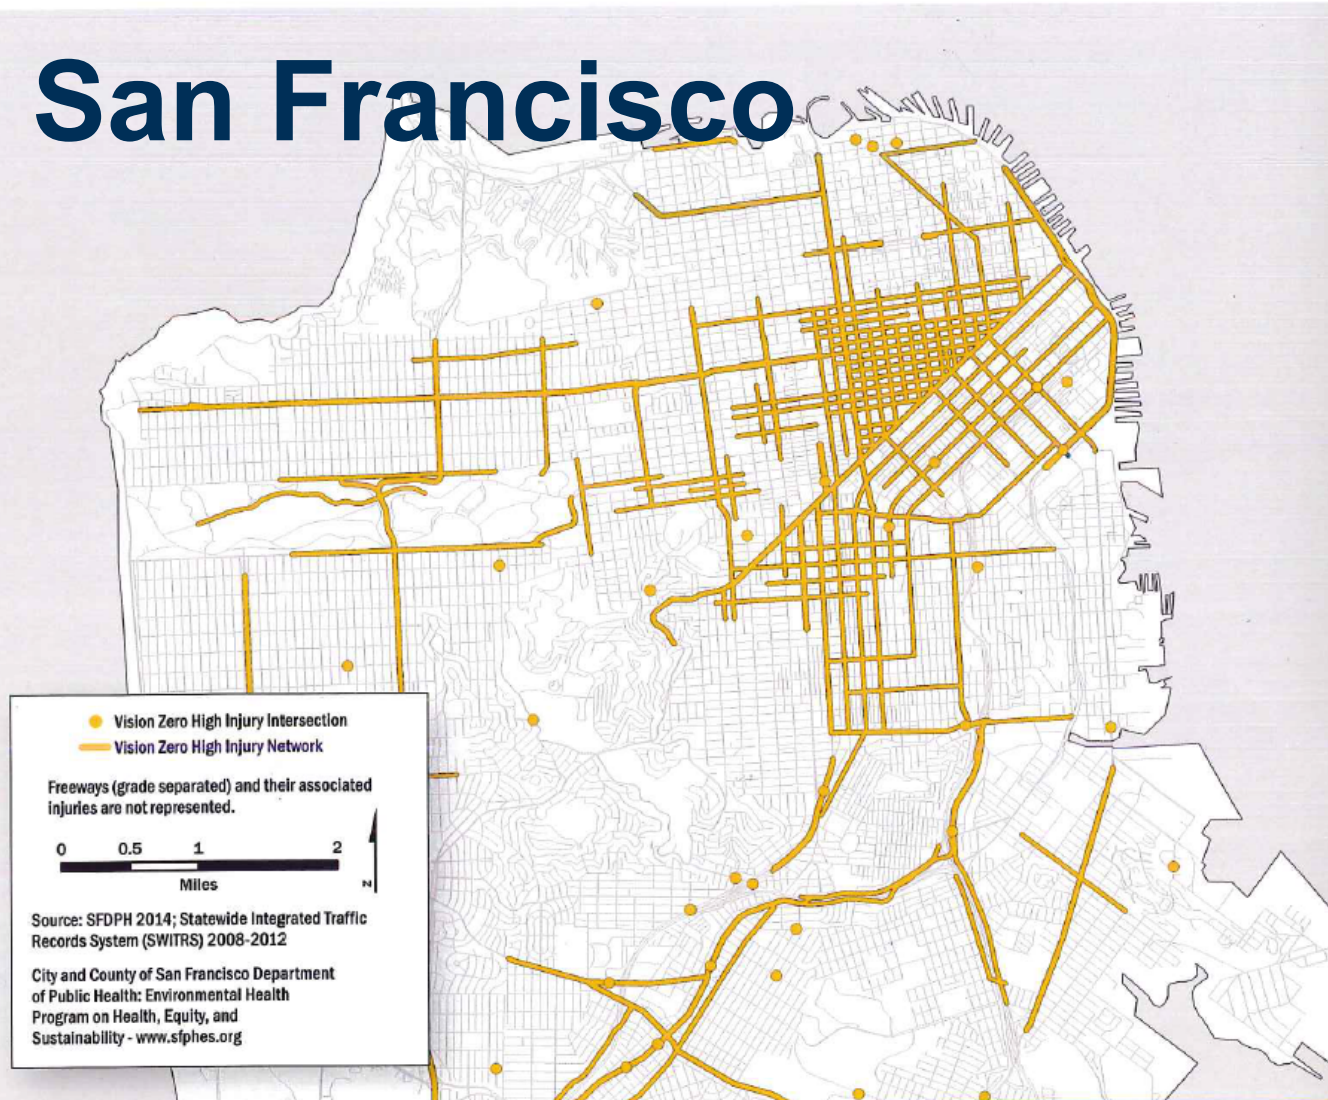 San Francisco
Vision Zero High Injury Intersection
Vision Zero High Injury Network
Freeways (grade separated) and their associated
injuries are not represented.
0 0.5 1 2
Miles
N
Source: SFDPH 2014; Statewide Integrated Traffic
Records System (SWITRS) 2008-2012
City and County of San Francisco Department
of Public Health: Environmental Health
Program on Health, Equity, and
Sustainability - www.sfphes.org